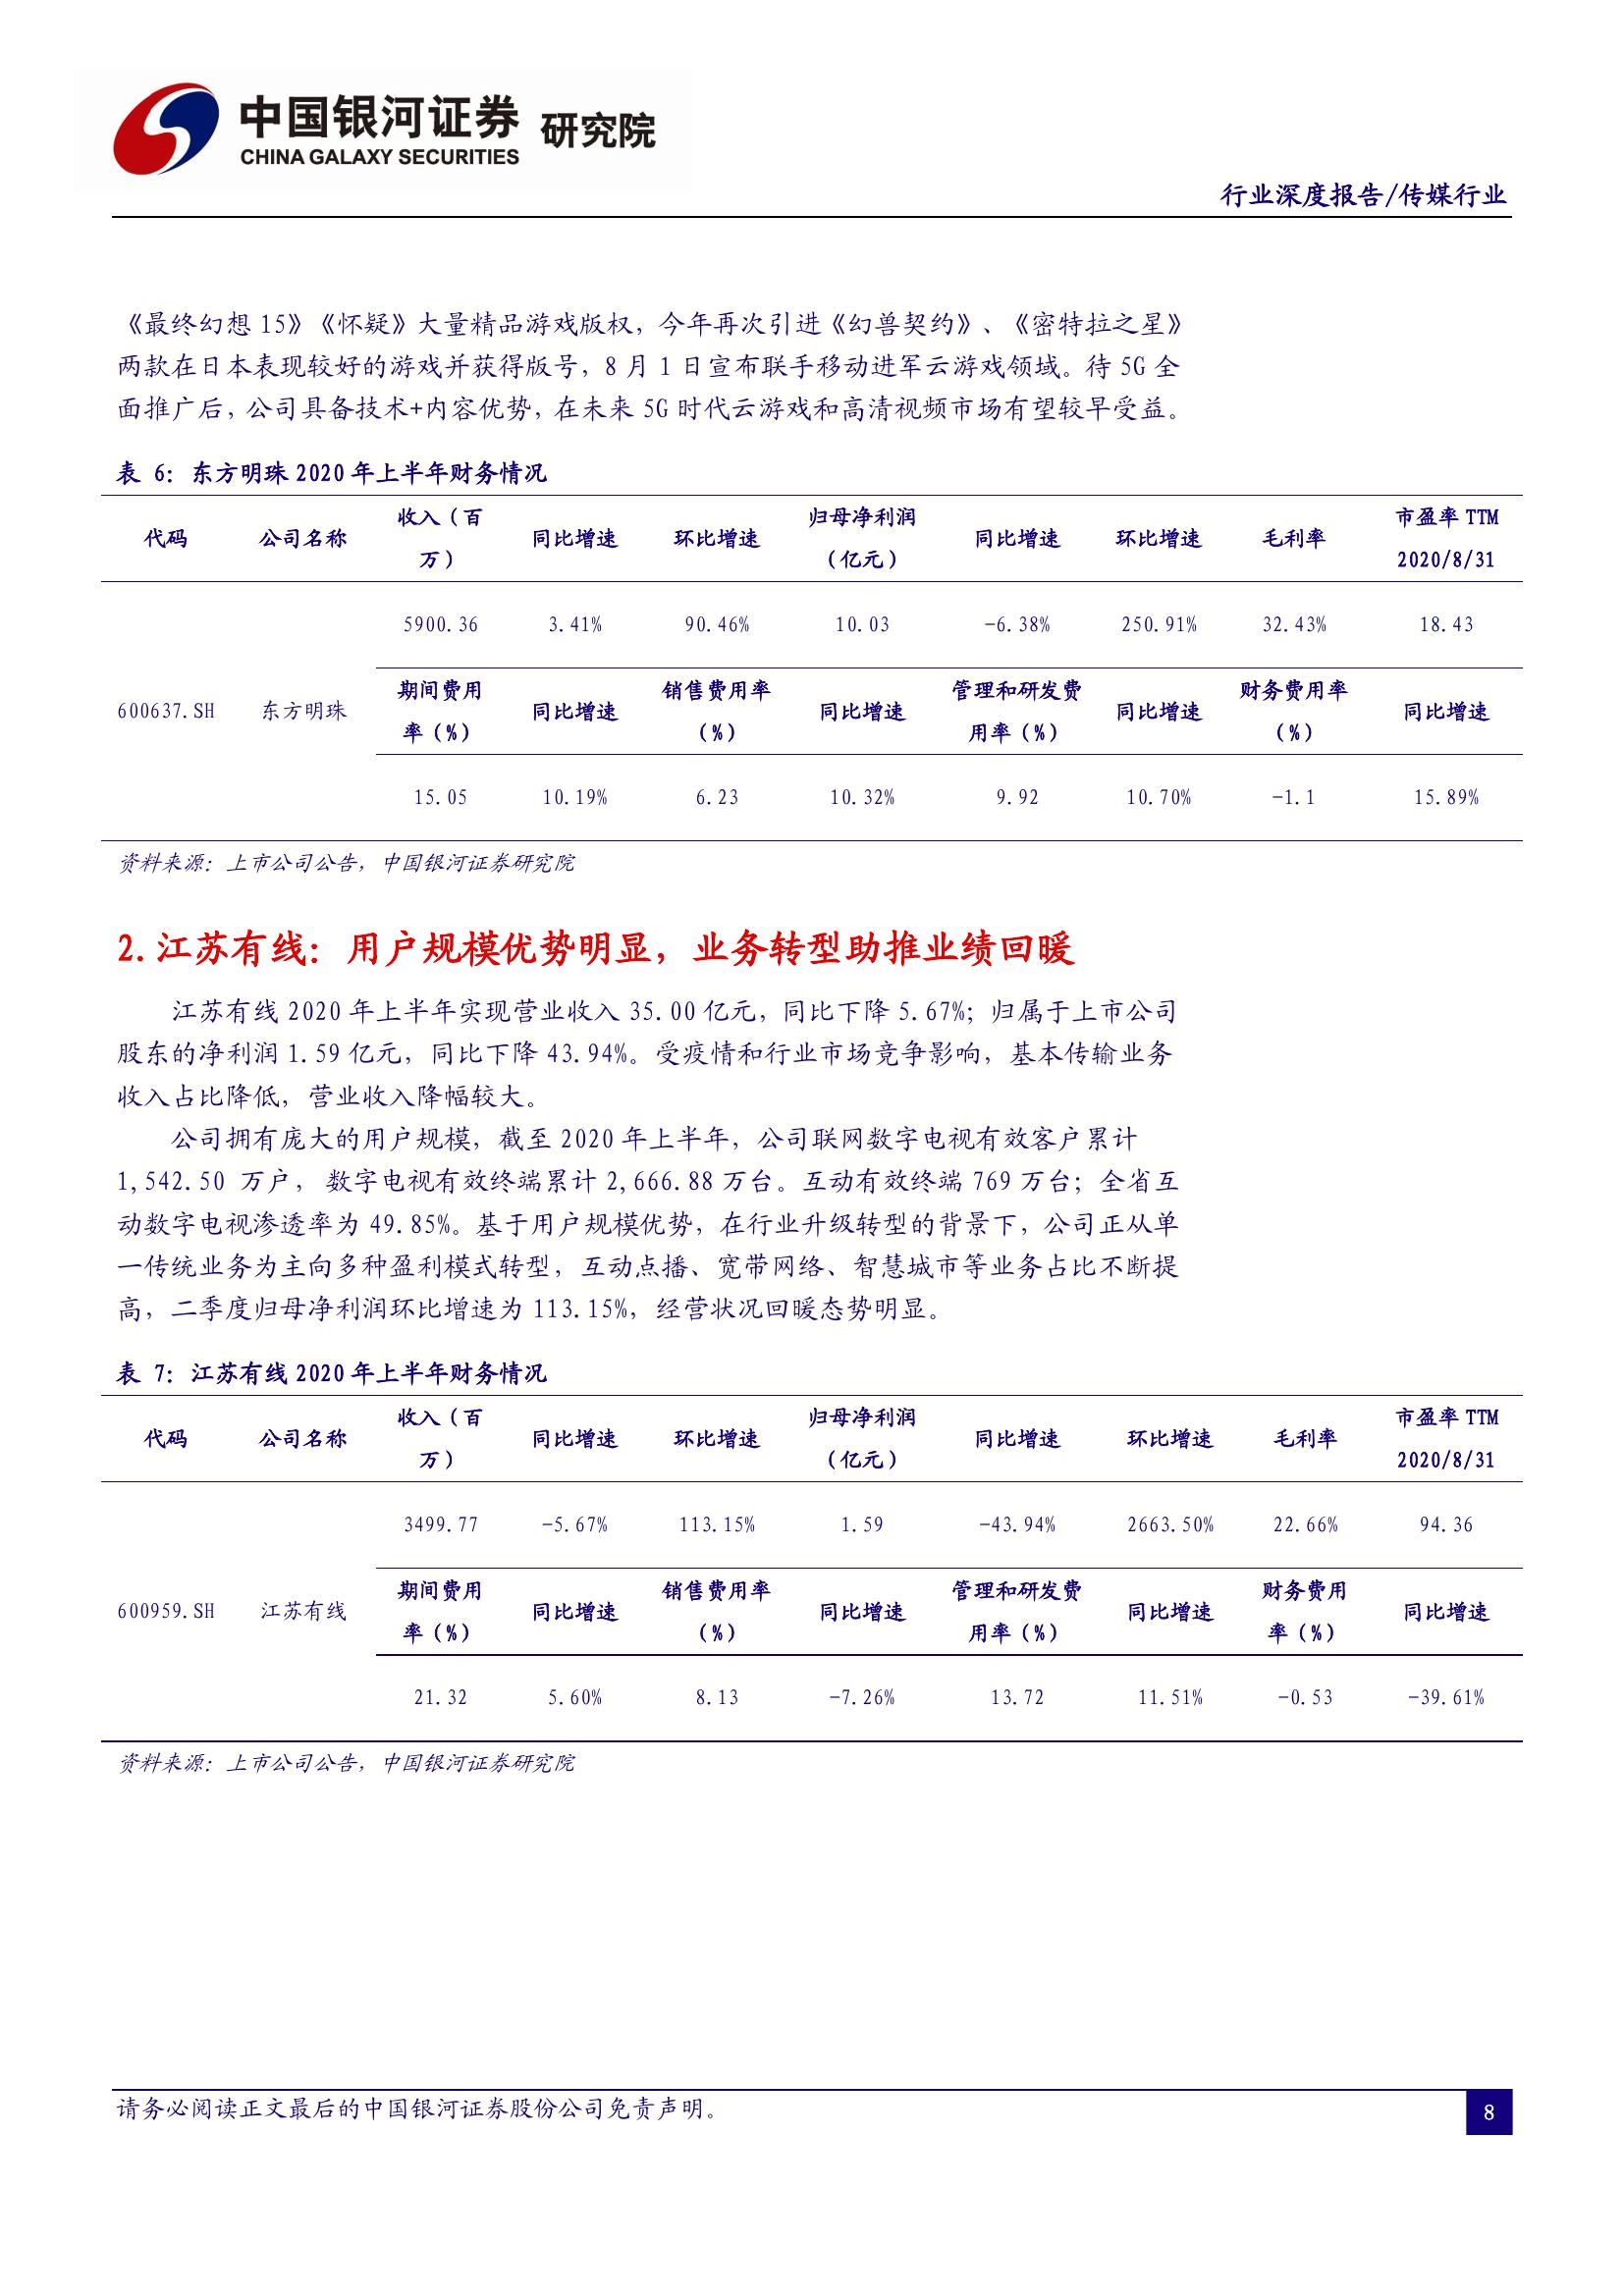 中国银河证券 研究院
CHINA GALAXY SECURITIES
行业深度报告/传媒行业
《最终幻想 15》《怀疑》大量精品游戏版权，今年再次引进《幻兽契约》、《密特拉之星》
两款在日本表现较好的游戏并获得版号，8 月 1 日宣布联手移动进军云游戏领域。待 5G 全
面推广后，公司具备技术+内容优势，在未来 5G 时代云游戏和高清视频市场有望较早受益。
表 6：东方明珠 2020 年上半年财务情况
代码 公司名称 收入（百万） 同比增速 环比增速 归母净利润（亿元） 同比增速 环比增速 毛利率 市盈率 TTM 2020/8/31
5900.36 3.41% 90.46% 10.03 -6.38% 250.91% 32.43% 18.43
600637.SH 东方明珠 期间费用率（%） 同比增速 销售费用率（%） 同比增速 管理和研发费用率（%） 同比增速 财务费用率（%） 同比增速
15.05 10.19% 6.23 10.32% 9.92 10.70% -1.1 15.89%
资料来源：上市公司公告，中国银河证券研究院
2.江苏有线：用户规模优势明显，业务转型助推业绩回暖
江苏有线 2020 年上半年实现营业收入 35.00 亿元，同比下降 5.67%；归属于上市公司
股东的净利润 1.59 亿元，同比下降 43.94%。受疫情和行业市场竞争影响，基本传输业务
收入占比降低，营业收入降幅较大。
公司拥有庞大的用户规模，截至 2020 年上半年，公司联网数字电视有效客户累计
1,542.50 万户， 数字电视有效终端累计 2,666.88 万台。互动有效终端 769 万台；全省互
动数字电视渗透率为 49.85%。基于用户规模优势，在行业升级转型的背景下，公司正从单
一传统业务为主向多种盈利模式转型，互动点播、宽带网络、智慧城市等业务占比不断提
高，二季度归母净利润环比增速为 113.15%，经营状况回暖态势明显。
表 7：江苏有线 2020 年上半年财务情况
代码 公司名称 收入（百万） 同比增速 环比增速 归母净利润（亿元） 同比增速 环比增速 毛利率 市盈率 TTM 2020/8/31
3499.77 -5.67% 113.15% 1.59 -43.94% 2663.50% 22.66% 94.36
600959.SH 江苏有线 期间费用率（%） 同比增速 销售费用率（%） 同比增速 管理和研发费用率（%） 同比增速 财务费用率（%） 同比增速
21.32 5.60% 8.13 -7.26% 13.72 11.51% -0.53 -39.61%
资料来源：上市公司公告，中国银河证券研究院
请务必阅读正文最后的中国银河证券股份公司免责声明。
8